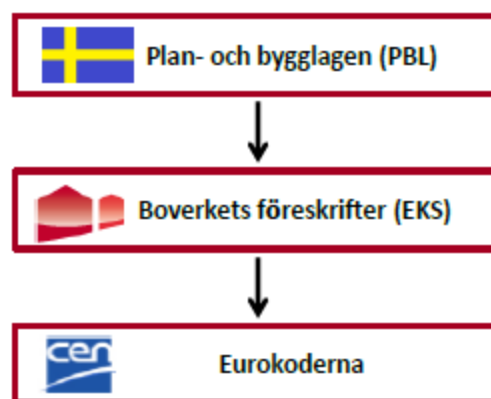 Plan- och bygglagen (PBL)
Boverkets föreskrifter (EKS)
cen
Eurokoderna